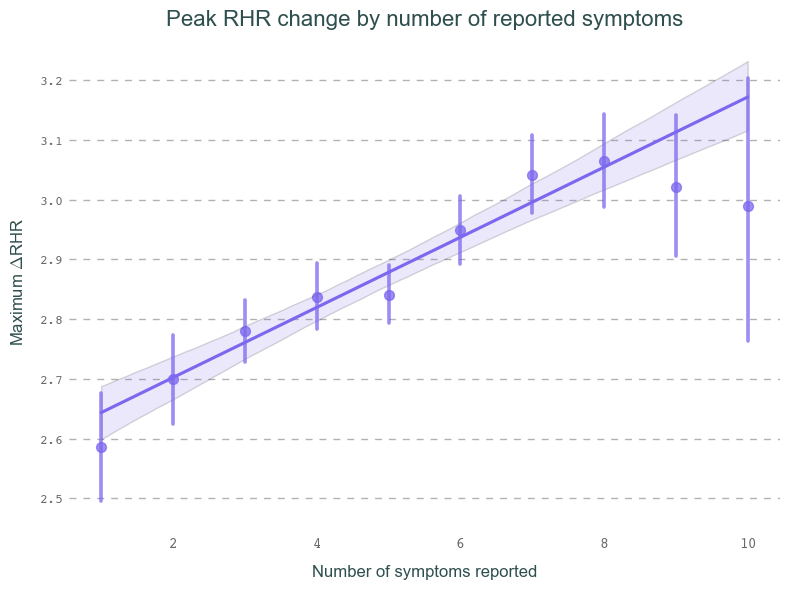 Peak RHR change by number of reported symptoms
3.2
3.1
3.0
2.9
2.8
2.7
2.6
2.5
Maximum ΔRHR
2 4 6 8 10
Number of symptoms reported